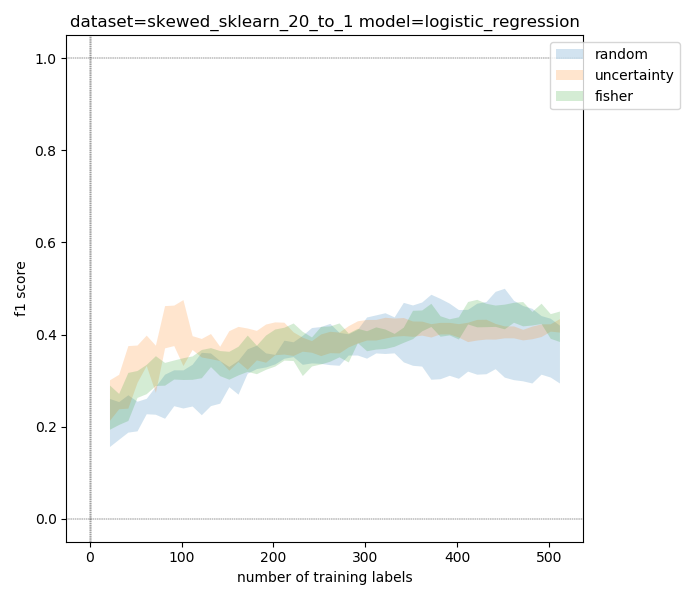 dataset=skewed_sklearn_20_to_1 model=logistic_regression
random
uncertainty
fisher
1.0
0.8
0.6
0.4
0.2
0.0
f1 score
0 100 200 300 400 500
number of training labels